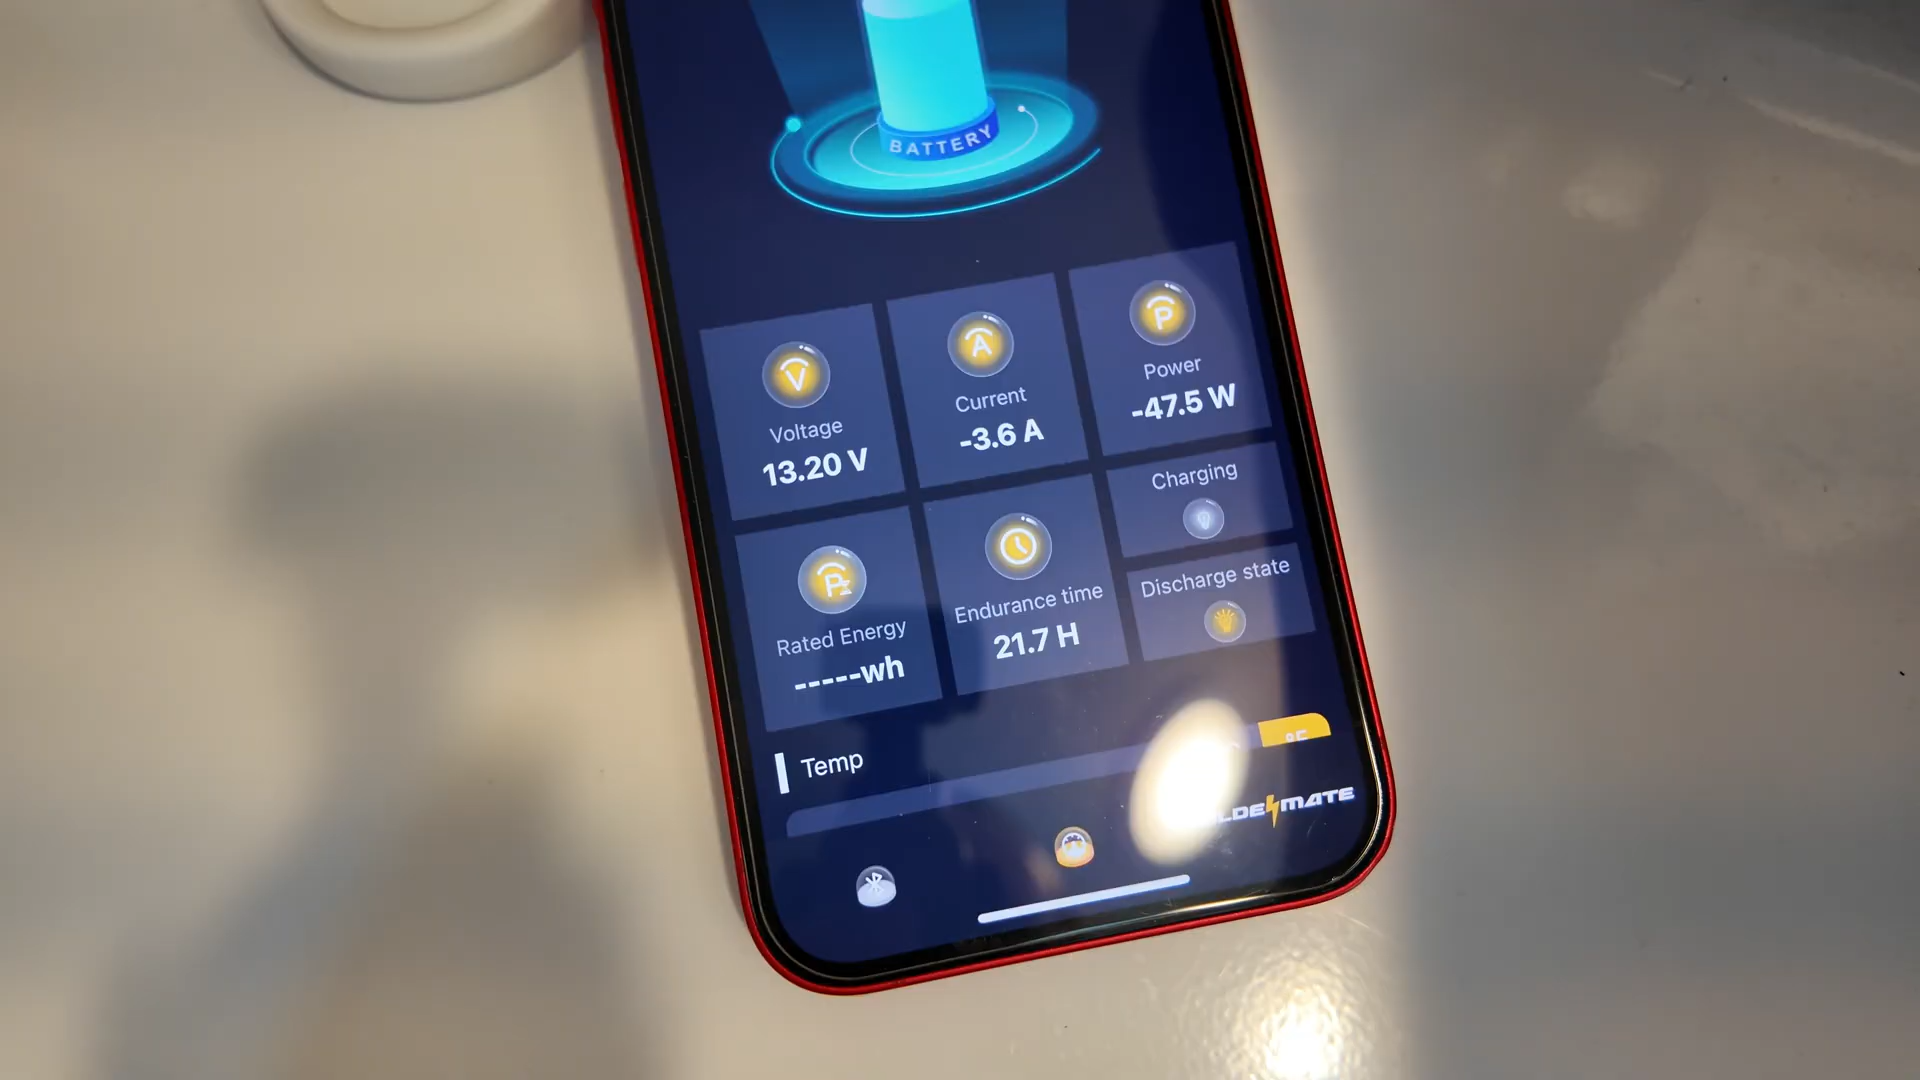 BATTERY
V
Voltage
13.20 V
A
Current
-3.6 A
P
Power
-47.5 W
P
Rated Energy
-----wh
Endurance time
21.7 H
Charging
Discharge state
Temp
°F
MATE